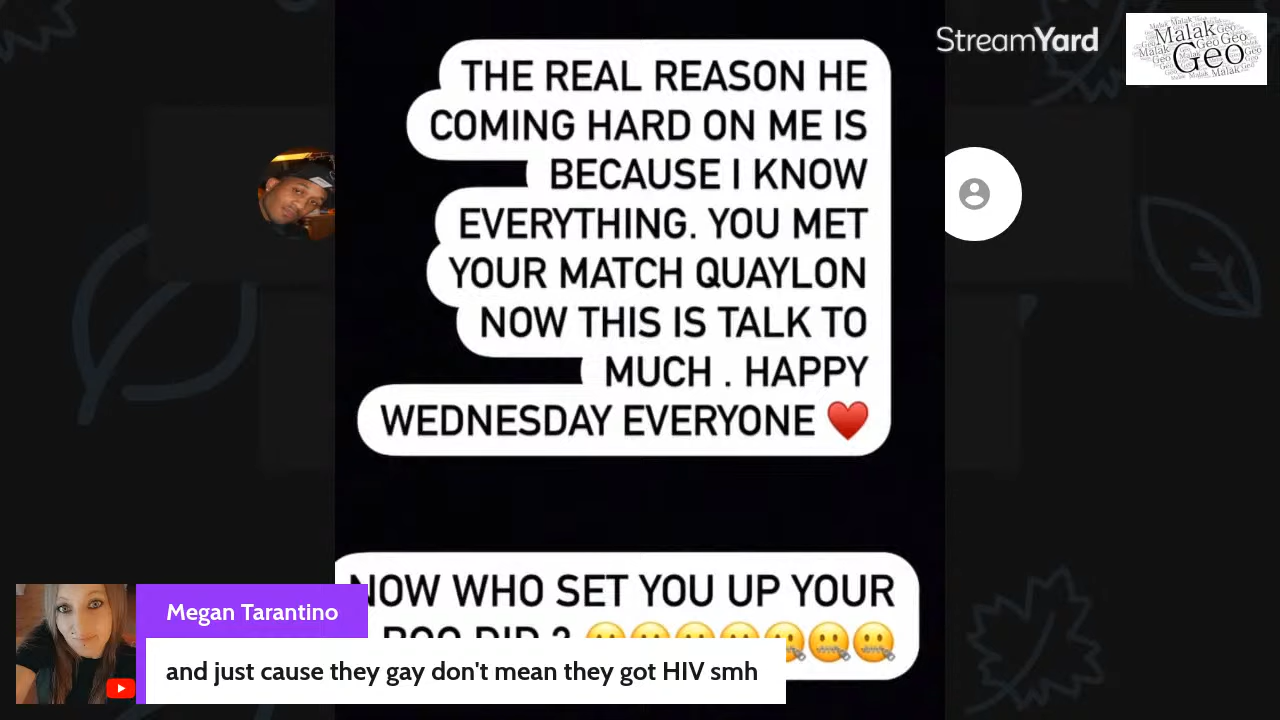 StreamYard
Malak
Geo
THE REAL REASON HE
COMING HARD ON ME IS
BECAUSE I KNOW
EVERYTHING. YOU MET
YOUR MATCH QUAYLON
NOW THIS IS TALK TO
MUCH . HAPPY
WEDNESDAY EVERYONE ♥️
NOW WHO SET YOU UP YOUR
DID ? 🤐🤐🤐🤐🤐🤐🤐
Megan Tarantino
and just cause they gay don't mean they got HIV smh